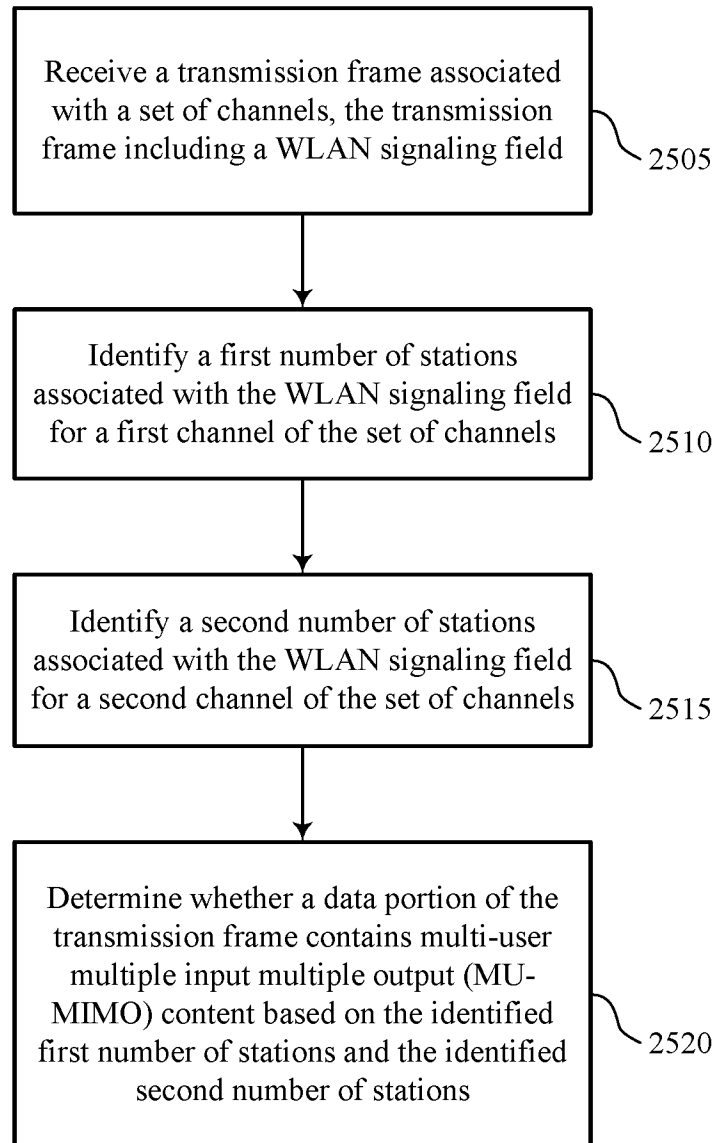 Receive a transmission frame associated
with a set of channels, the transmission
frame including a WLAN signaling field
2505
Identify a first number of stations
associated with the WLAN signaling field
for a first channel of the set of channels
2510
Identify a second number of stations
associated with the WLAN signaling field
for a second channel of the set of channels
2515
Determine whether a data portion of the
transmission frame contains multi-user
multiple input multiple output (MU-
MIMO) content based on the identified
first number of stations and the identified
second number of stations
2520